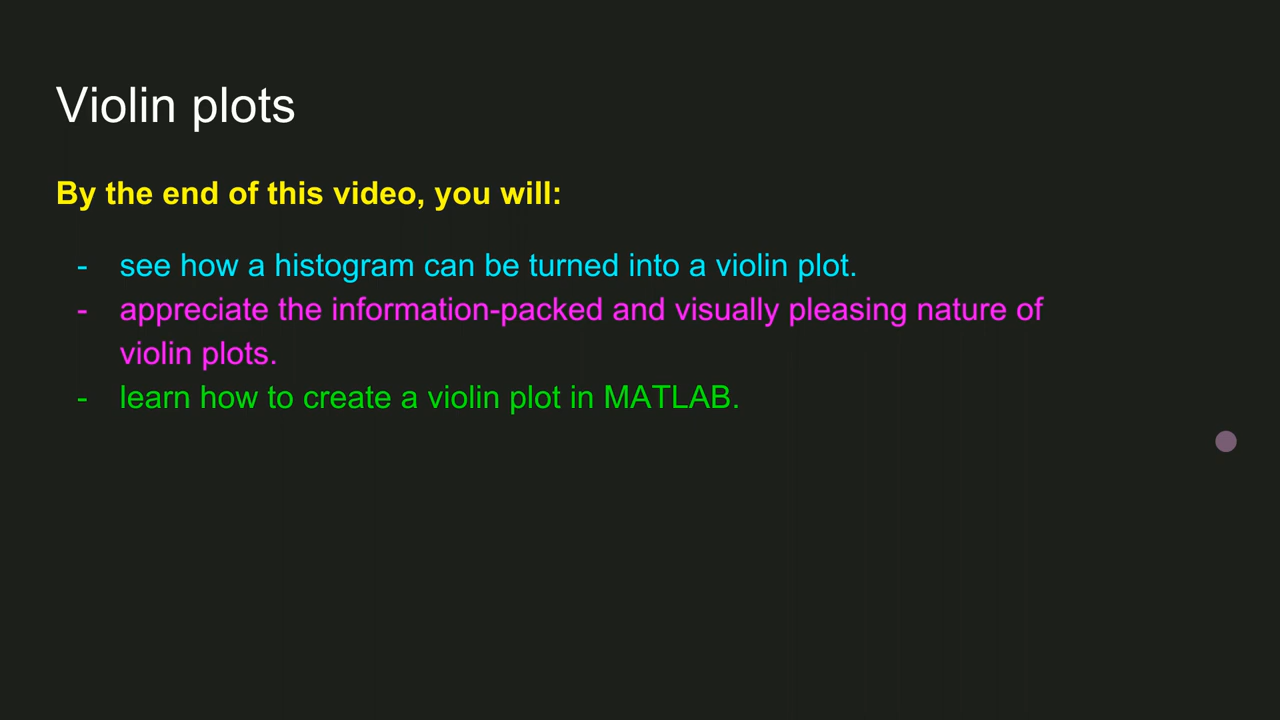 Violin plots
By the end of this video, you will:
- see how a histogram can be turned into a violin plot.
- appreciate the information-packed and visually pleasing nature of
violin plots.
- learn how to create a violin plot in MATLAB.